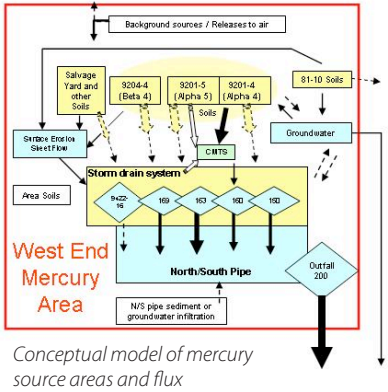 Background sources / Releases to air
Salvage
Yard and
other
Soils
9204-4
(Beta 4)
9201-5
(Alpha 5)
9201-4
(Alpha 4)
Soils
81-10 Soils
Surface Erosion
Sheet Flow
CMTS
Groundwater
Storm drain system
Area Soils
169
163
160
150
West End
Mercury
Area
North/South Pipe
Outfall
200
N/S pipe sediment or
groundwater infiltration
Conceptual model of mercury
source areas and flux